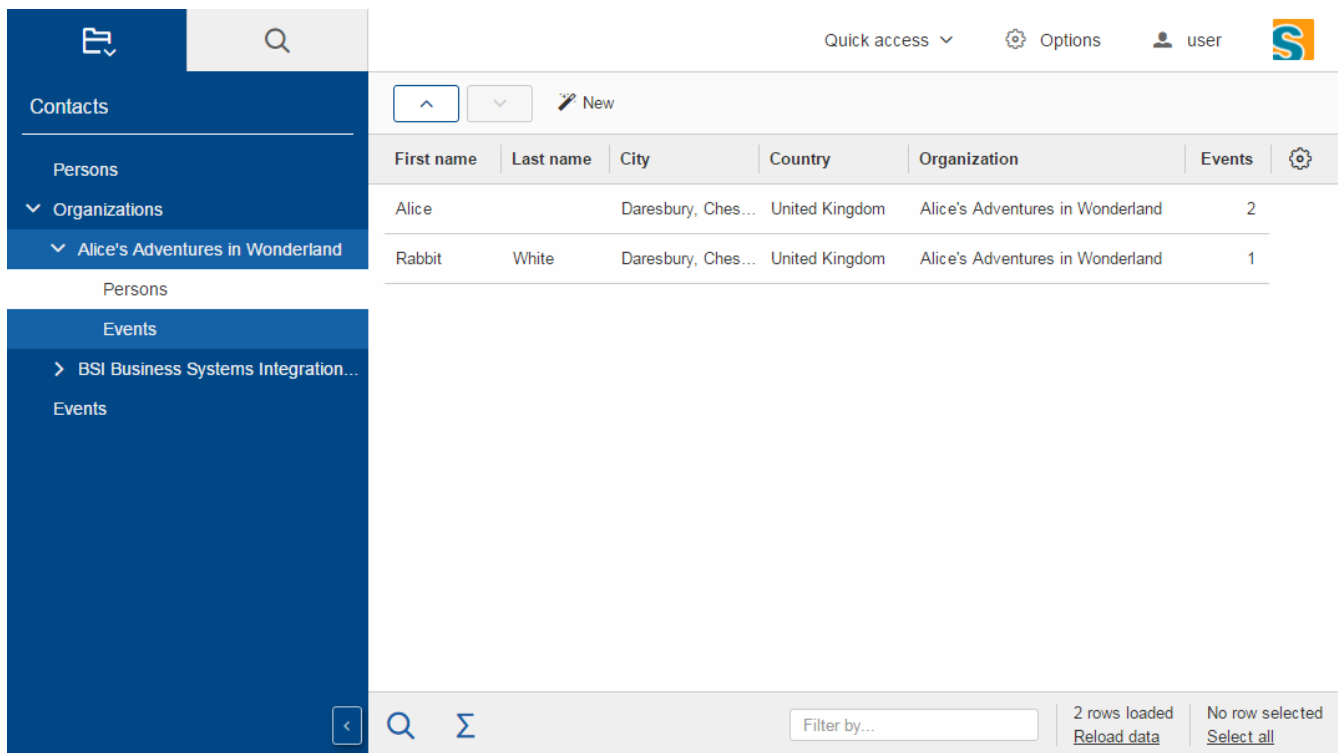 Quick access Options user
Contacts
New
Persons
Organizations
Alice's Adventures in Wonderland
Persons
Events
BSI Business Systems Integration...
Events
First name Last name City Country Organization Events
Alice Daresbury, Ches... United Kingdom Alice's Adventures in Wonderland 2
Rabbit White Daresbury, Ches... United Kingdom Alice's Adventures in Wonderland 1
Filter by...
2 rows loaded
Reload data
No row selected
Select all